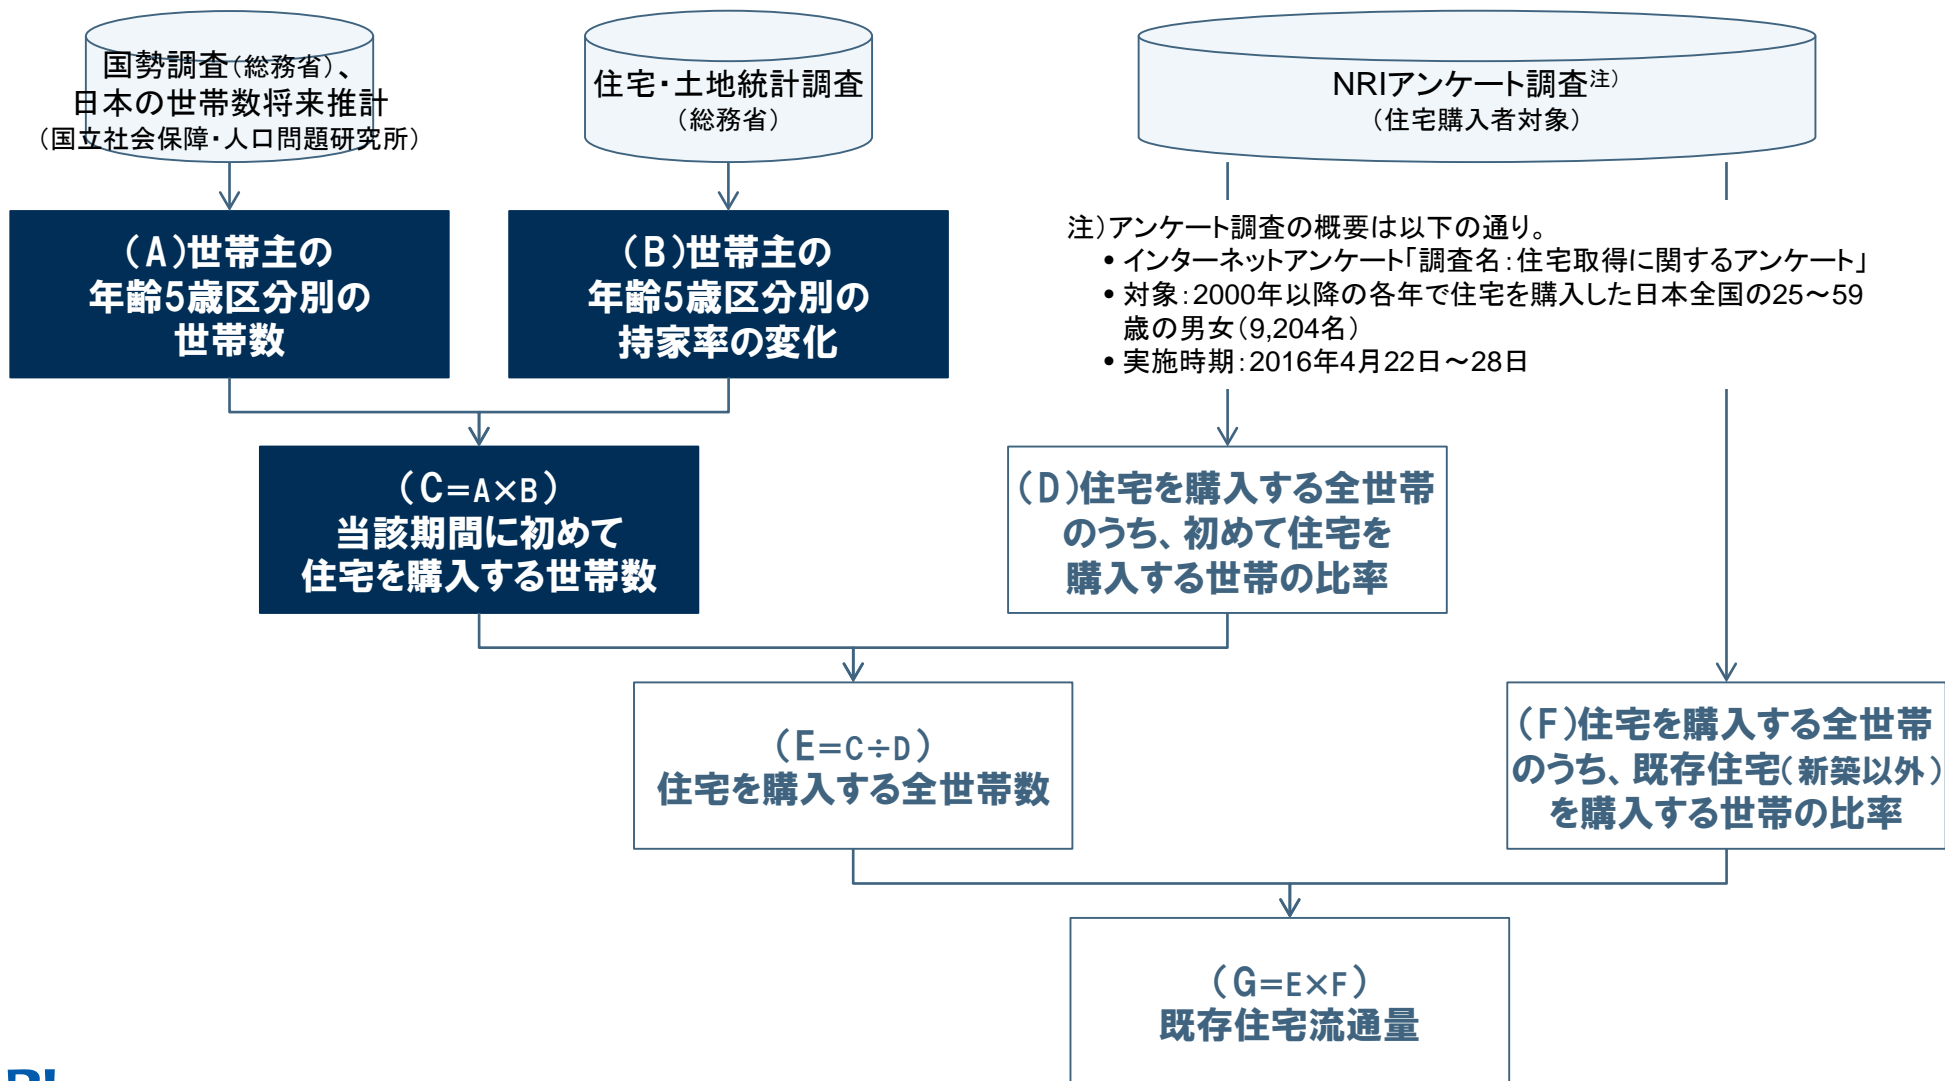 国勢調査(総務省)、
日本の世帯数将来推計
(国立社会保障・人口問題研究所)
住宅・土地統計調査
(総務省)
NRIアンケート調査注)
(住宅購入者対象)
(A)世帯主の
年齢5歳区分別の
世帯数
(B)世帯主の
年齢5歳区分別の
持家率の変化
注)アンケート調査の概要は以下の通り。
• インターネットアンケート「調査名:住宅取得に関するアンケート」
• 対象:2000年以降の各年で住宅を購入した日本全国の25～59
歳の男女(9,204名)
• 実施時期:2016年4月22日～28日
(C=A×B)
当該期間に初めて
住宅を購入する世帯数
(D)住宅を購入する全世帯
のうち、初めて住宅を
購入する世帯の比率
(E=C÷D)
住宅を購入する全世帯数
(F)住宅を購入する全世帯
のうち、既存住宅(新築以外)
を購入する世帯の比率
(G=E×F)
既存住宅流通量